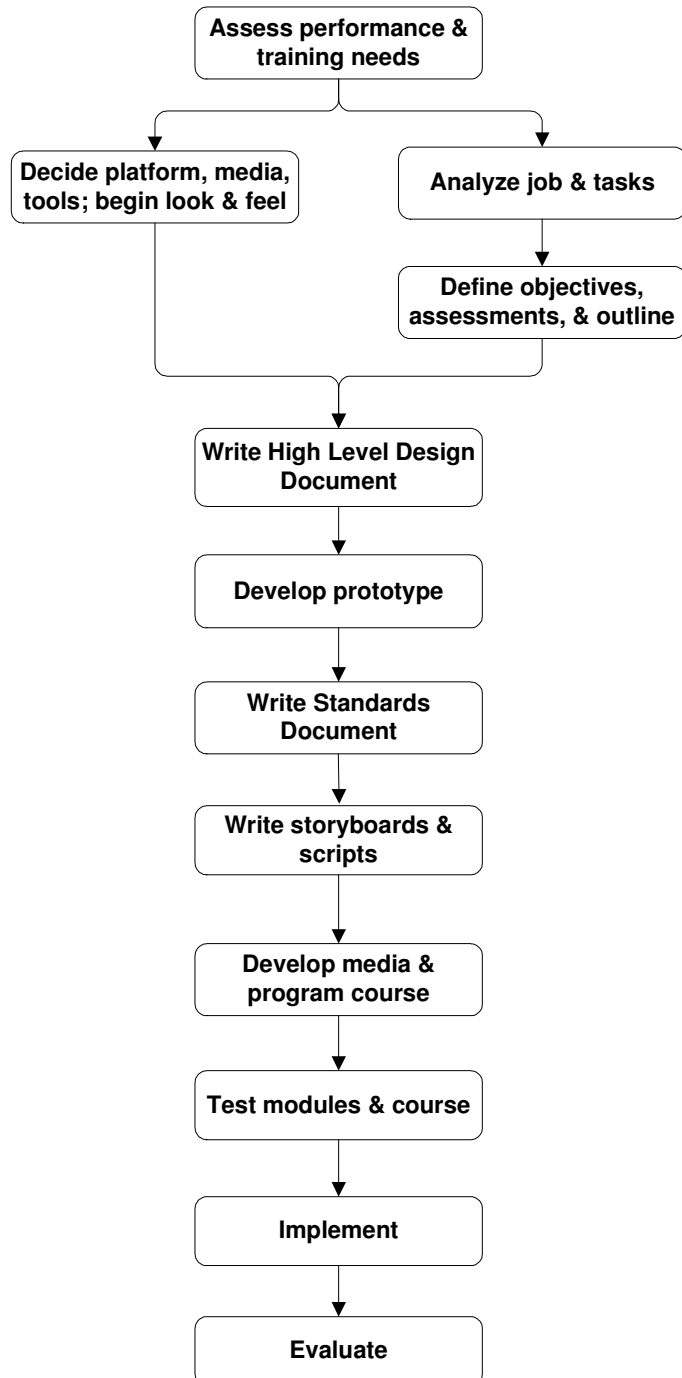 Assess performance &
training needs
Decide platform, media,
tools; begin look & feel
Analyze job & tasks
Define objectives,
assessments, & outline
Write High Level Design
Document
Develop prototype
Write Standards
Document
Write storyboards &
scripts
Develop media &
program course
Test modules & course
Implement
Evaluate